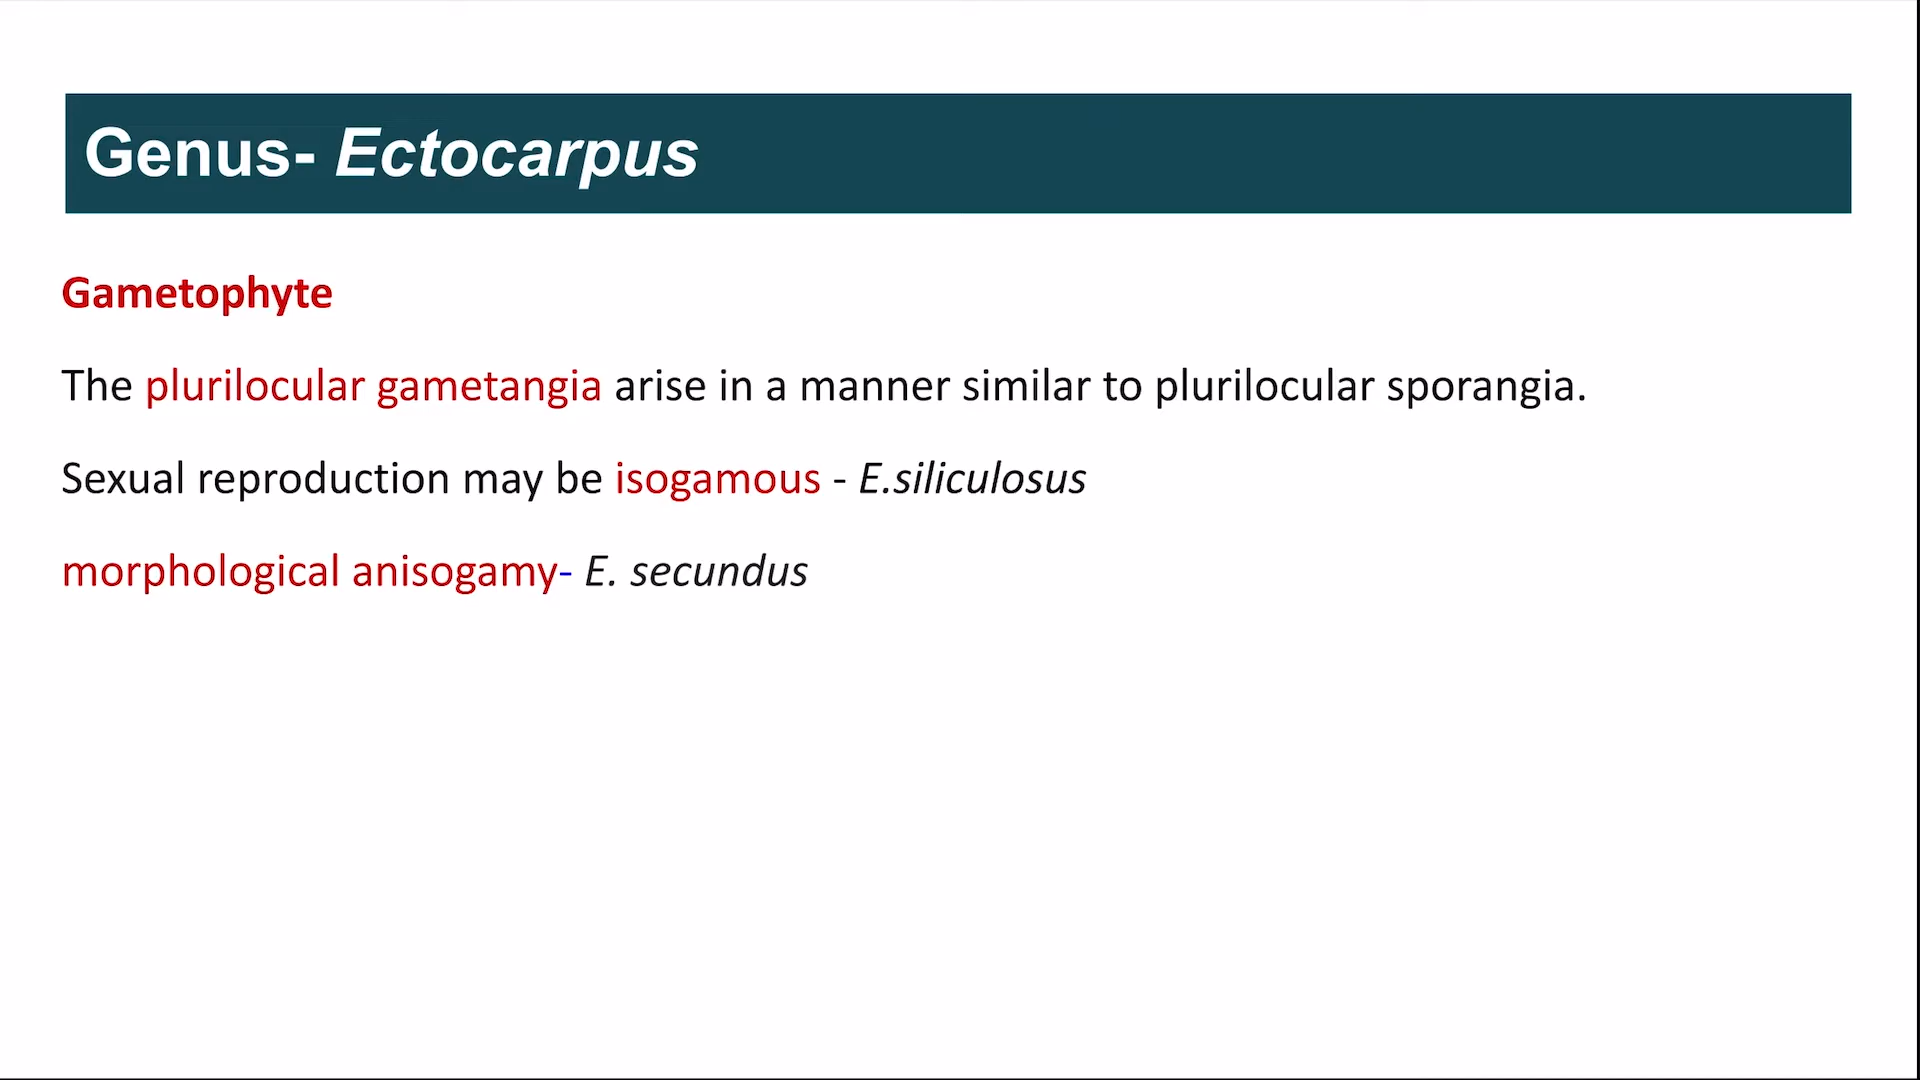 Genus- Ectocarpus
Gametophyte
The plurilocular gametangia arise in a manner similar to plurilocular sporangia.
Sexual reproduction may be isogamous - E.siliculosus
morphological anisogamy- E. secundus